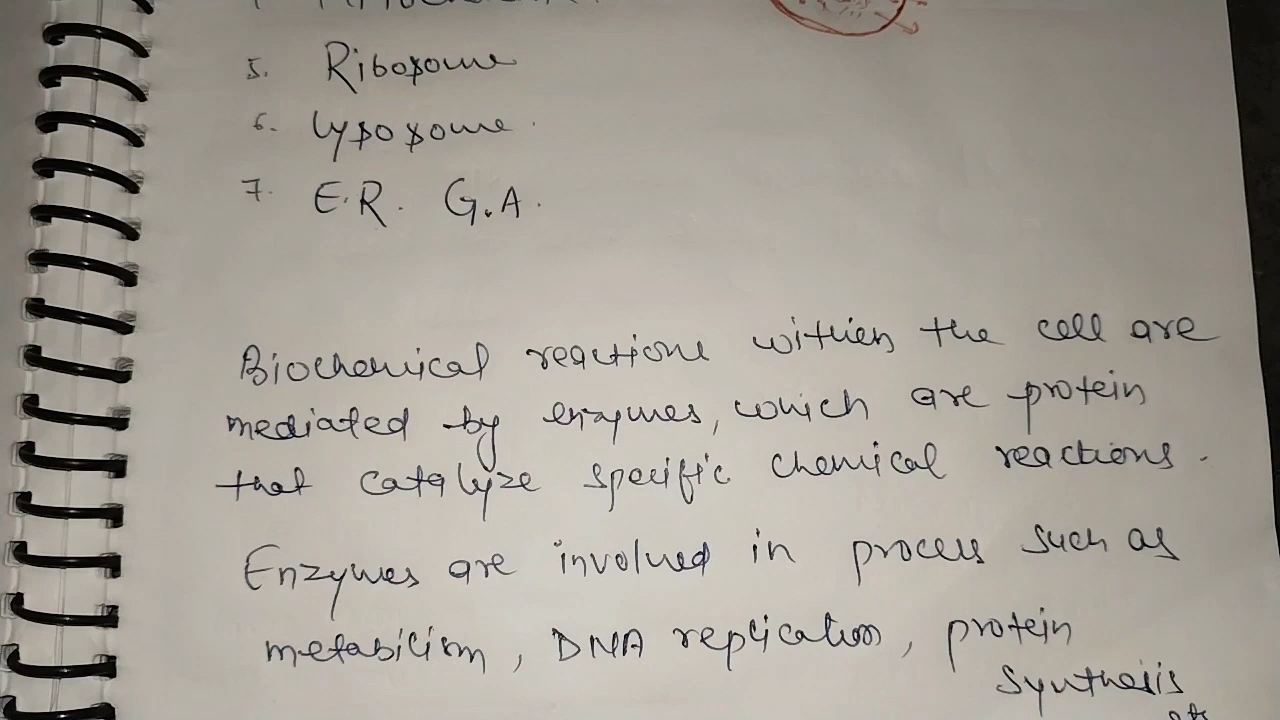 5. Ribosome
6. Lysosome.
7. E.R. G.A.
Biochemical reactions within the cell are
mediated by enzymes, which are protein
that catalyze specific chemical reactions.
Enzymes are involved in process such as
metabilism, DNA replication, protein
synthesis